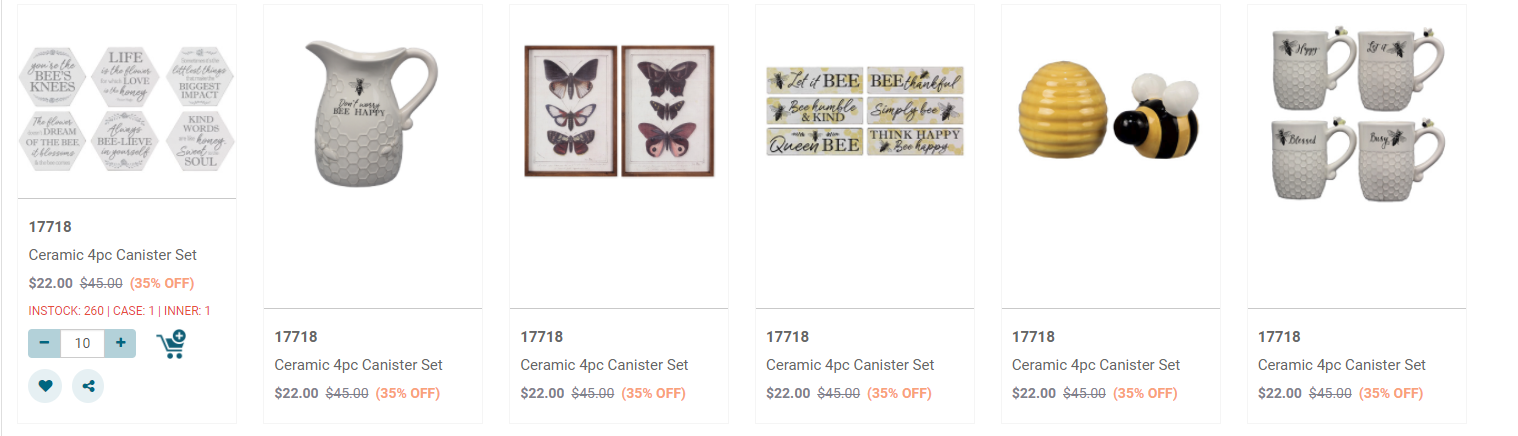 you're the
BEE'S
KNEES
LIFE
is the flower
for which LOVE
is the honey
littlest things
BIGGEST
IMPACT
The flower
doesn't DREAM
OF THE BEE
it blossoms
& the bee comes
Always
BEE-LIEVE
in yourself
KIND
WORDS
are like honey
Sweet
SOUL
Don't worry
BEE HAPPY
Let it BEE
BEE thankful
Bee humble
& KIND
Simply bee
Queen BEE
THINK HAPPY
Bee happy
Happy
Let it
Blessed
Busy
17718
Ceramic 4pc Canister Set
$22.00 $45.00 (35% OFF)
INSTOCK: 260 | CASE: 1 | INNER: 1
− 10 +
17718
Ceramic 4pc Canister Set
$22.00 $45.00 (35% OFF)
17718
Ceramic 4pc Canister Set
$22.00 $45.00 (35% OFF)
17718
Ceramic 4pc Canister Set
$22.00 $45.00 (35% OFF)
17718
Ceramic 4pc Canister Set
$22.00 $45.00 (35% OFF)
17718
Ceramic 4pc Canister Set
$22.00 $45.00 (35% OFF)